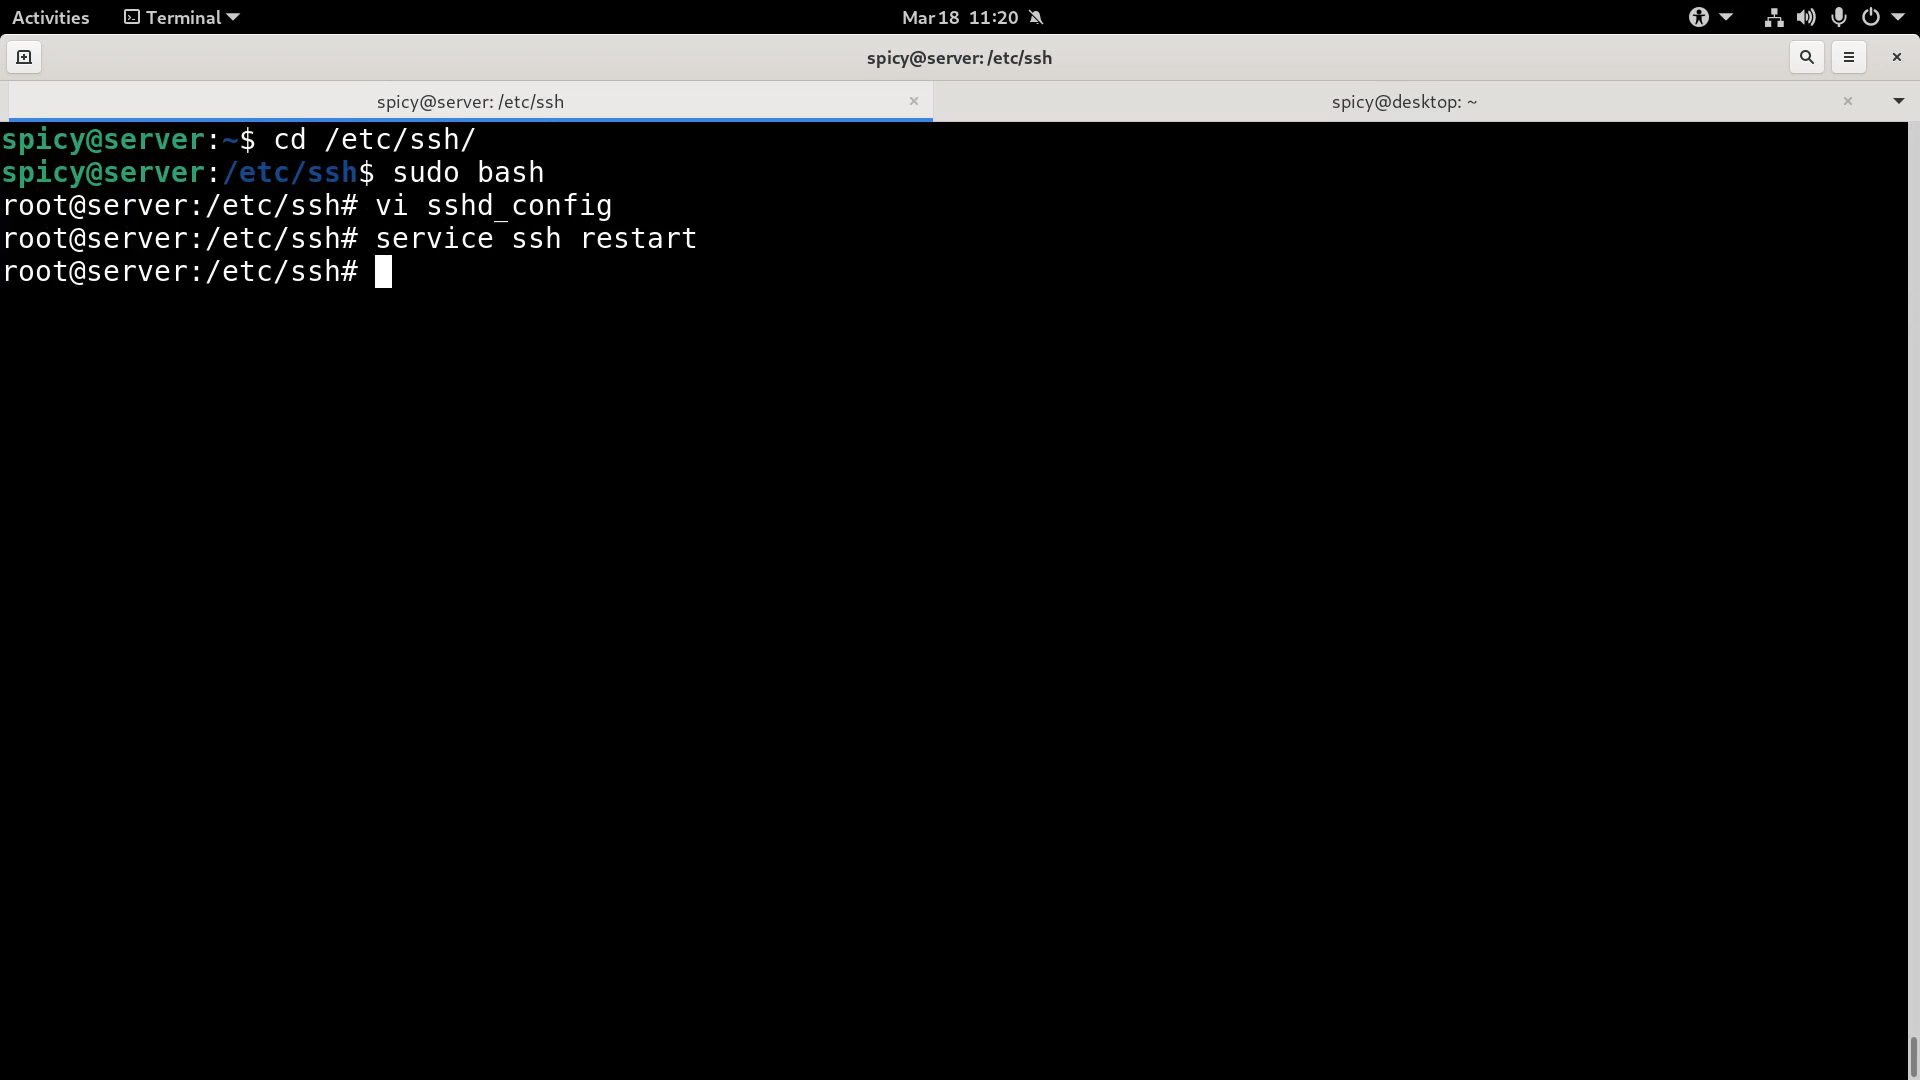 Activities Terminal Mar 18 11:20
spicy@server: /etc/ssh
spicy@server: /etc/ssh × spicy@desktop: ~ ×
spicy@server:~$ cd /etc/ssh/
spicy@server:/etc/ssh$ sudo bash
root@server:/etc/ssh# vi sshd_config
root@server:/etc/ssh# service ssh restart
root@server:/etc/ssh#